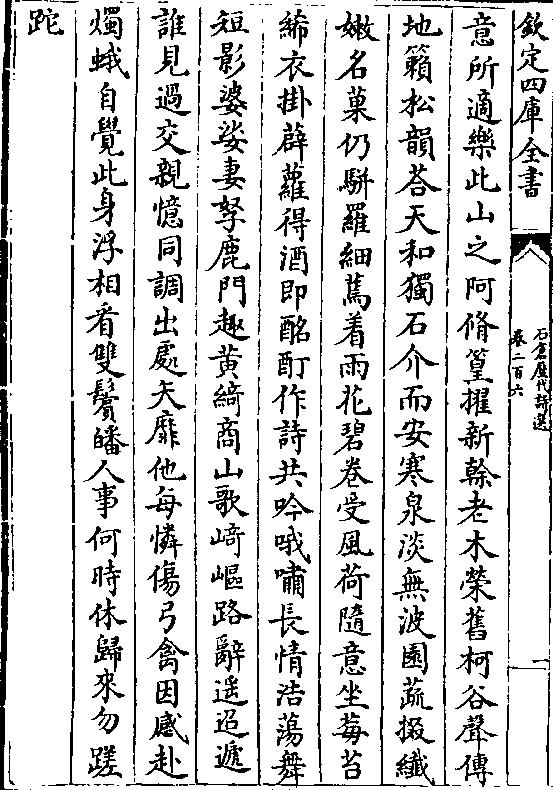 欽定四庫全書
石倉歷代詩選
卷二百六
一
意所適樂此山之阿脩篁擢新榦老木榮舊柯谷聲傳
地籟松韻荅天和獨石介而安寒泉淡無波園蔬掇纖
嫩名菓仍駢羅細蔦着雨花碧卷受風荷隨意坐莓苔
絺衣掛薜蘿得酒即酩酊作詩共吟哦嘯長情浩蕩舞
短影婆娑妻孥鹿門趣黄綺商山歌﨑嶇路辭遥迢遞
誰見過交親憶同調出處矢靡他每憐傷弓禽因感赴
燭蛾自覺此身浮相看雙鬢皤人事何時休歸來勿蹉
跎